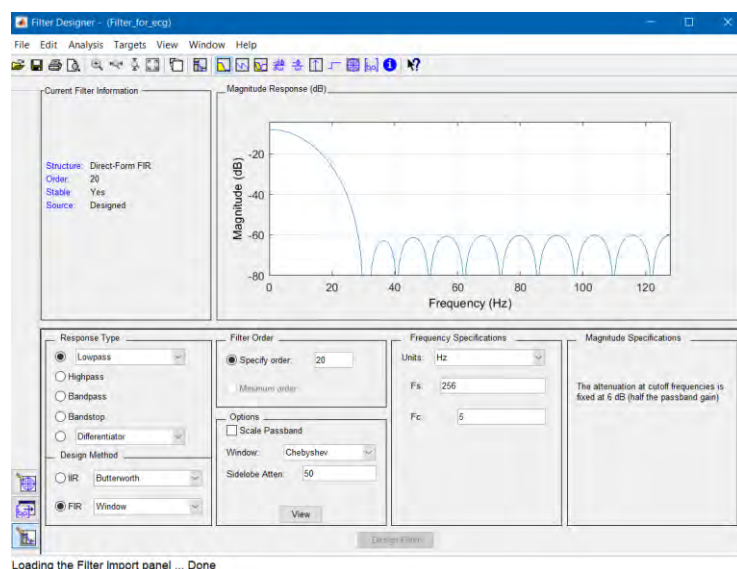 Filter Designer - (Filter_for_ecg)
File Edit Analysis Targets View Window Help
Current Filter Information
Structure: Direct-Form FIR
Order: 20
Stable: Yes
Source: Designed
Magnitude Response (dB)
Magnitude (dB)
-20
-40
-60
-80
0 20 40 60 80 100 120
Frequency (Hz)
Response Type
Lowpass
Highpass
Bandpass
Bandstop
Differentiator
Design Method
IIR Butterworth
FIR Window
Filter Order
Specify order: 20
Minimum order
Options
Scale Passband
Window: Chebyshev
Sidelobe Atten: 50
View
Frequency Specifications
Units: Hz
Fs: 256
Fc: 5
Magnitude Specifications
The attenuation at cutoff frequencies is
fixed at 6 dB (half the passband gain)
Design Filter
Loading the Filter Import panel ... Done